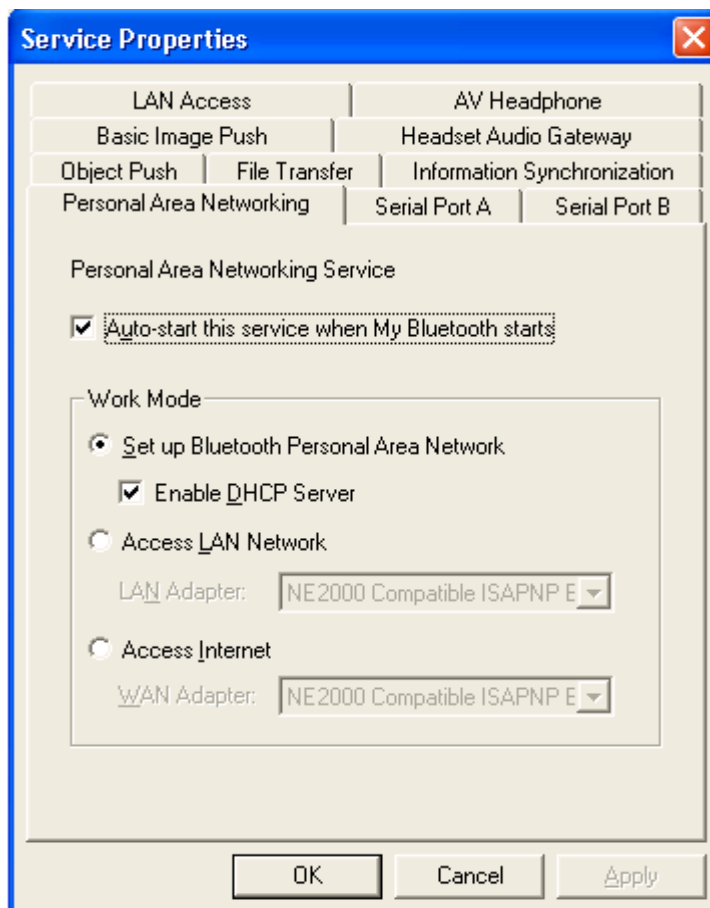 Service Properties
LAN Access AV Headphone
Basic Image Push Headset Audio Gateway
Object Push File Transfer Information Synchronization
Personal Area Networking Serial Port A Serial Port B
Personal Area Networking Service
Auto-start this service when My Bluetooth starts
Work Mode
Set up Bluetooth Personal Area Network
Enable DHCP Server
Access LAN Network
LAN Adapter: NE2000 Compatible ISAPNP E
Access Internet
WAN Adapter: NE2000 Compatible ISAPNP E
OK Cancel Apply